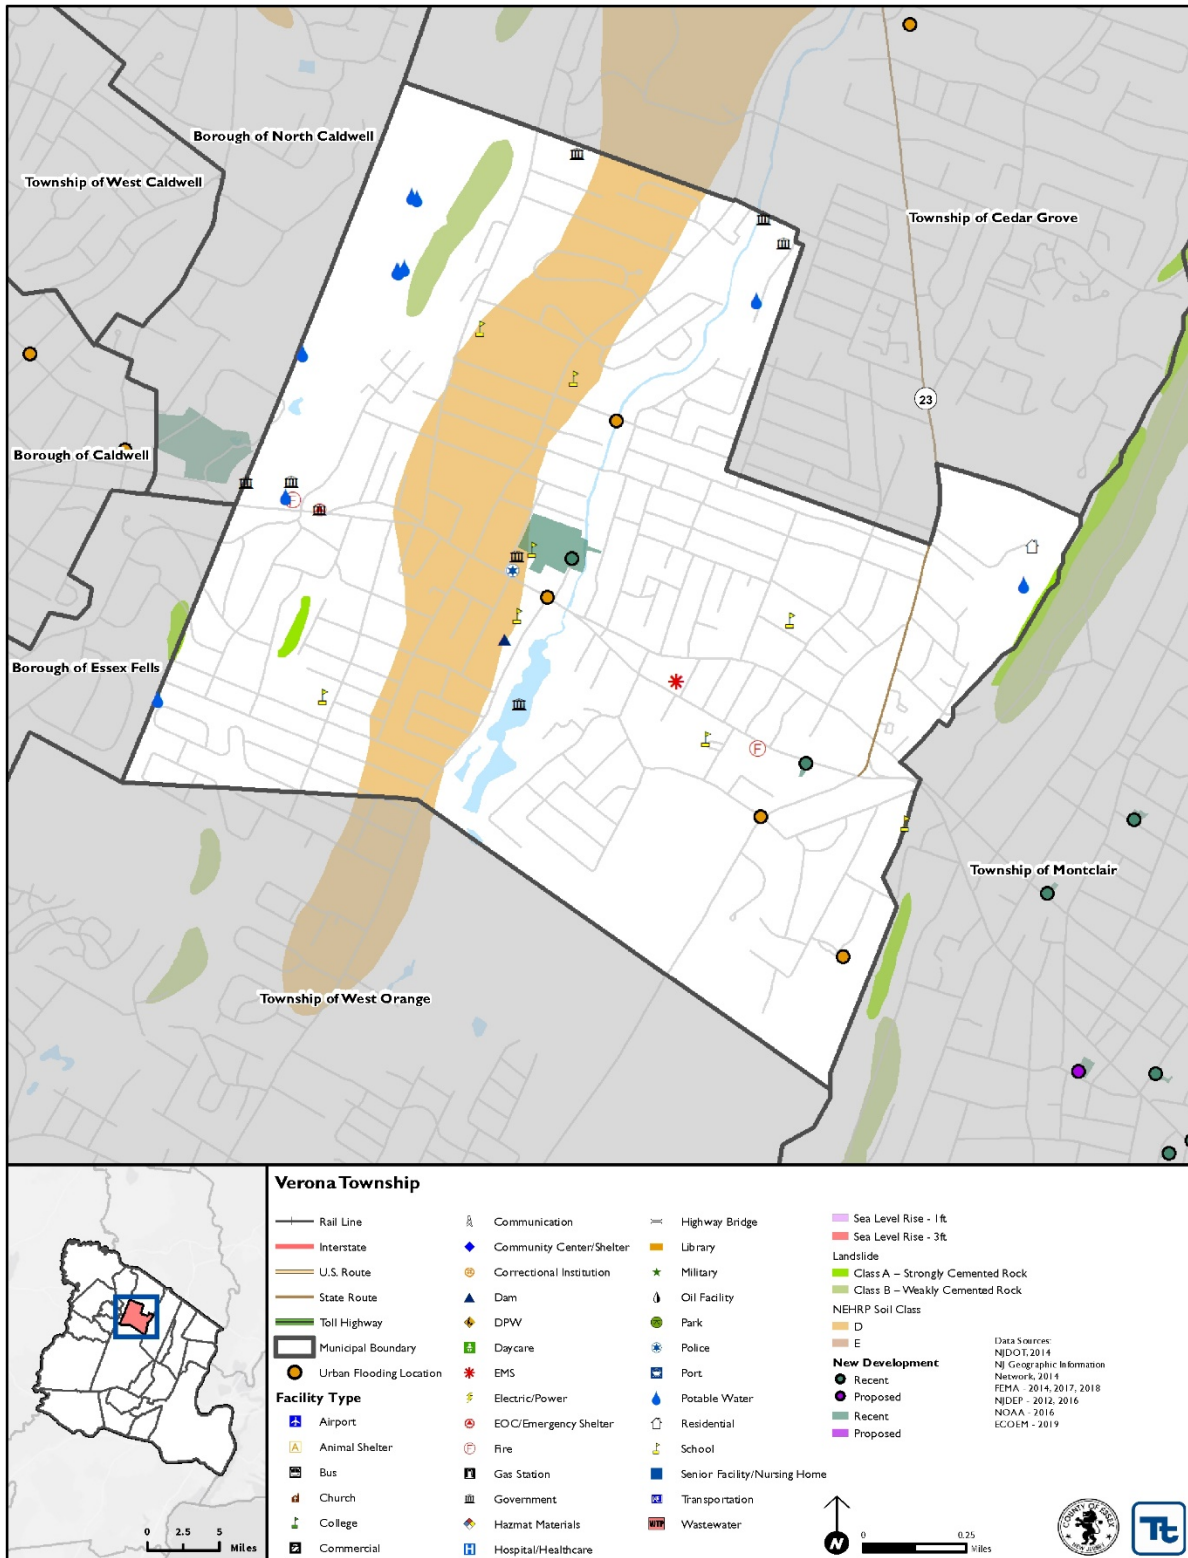 Borough of North Caldwell
Township of West Caldwell
Township of Cedar Grove
23
Borough of Caldwell
F
Borough of Essex Fells
F
Township of Montclair
Township of West Orange
0 2.5 5
Miles
Verona Township
Rail Line
Interstate
U.S. Route
State Route
Toll Highway
Municipal Boundary
Urban Flooding Location
Facility Type
Airport
A Animal Shelter
Bus
Church
College
Commercial
Communication
Community Center/Shelter
Correctional Institution
Dam
DPW
Daycare
EMS
Electric/Power
EOC/Emergency Shelter
F Fire
Gas Station
Government
Hazmat Materials
H Hospital/Healthcare
Highway Bridge
Library
Military
Oil Facility
Park
Police
Port
Potable Water
Residential
School
Senior Facility/Nursing Home
Transportation
WTP Wastewater
Sea Level Rise - 1ft
Sea Level Rise - 3ft
Landslide
Class A – Strongly Cemented Rock
Class B – Weakly Cemented Rock
NEHRP Soil Class
D
E
New Development
Recent
Proposed
Recent
Proposed
Data Sources:
NJDOT, 2014
NJ Geographic Information
Network, 2014
FEMA - 2014, 2017, 2018
NJDEP - 2012, 2016
NOAA - 2016
ECOEM - 2019
N
0 0.25
Miles
COUNTY OF ESSEX
NEW JERSEY
Tt